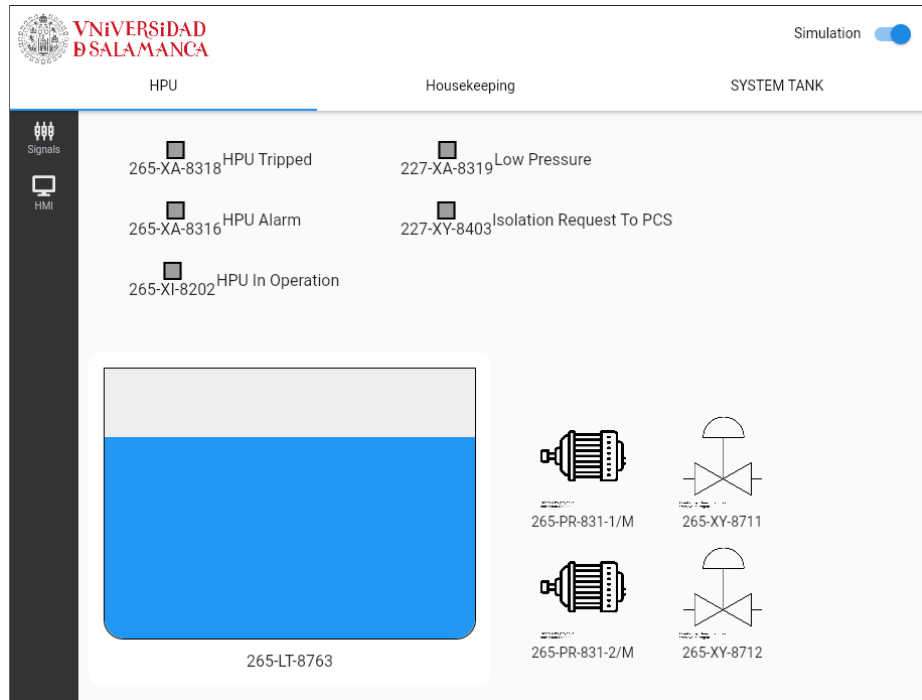 VNiVERSiDAD
Simulation
Ð SALAMANCA
HPU
Housekeeping
SYSTEM TANK
Signals
HMI
265-XA-8318 HPU Tripped
227-XA-8319 Low Pressure
265-XA-8316 HPU Alarm
227-XY-8403 Isolation Request To PCS
265-XI-8202 HPU In Operation
265-PR-831-1/M
265-XY-8711
265-PR-831-2/M
265-XY-8712
265-LT-8763